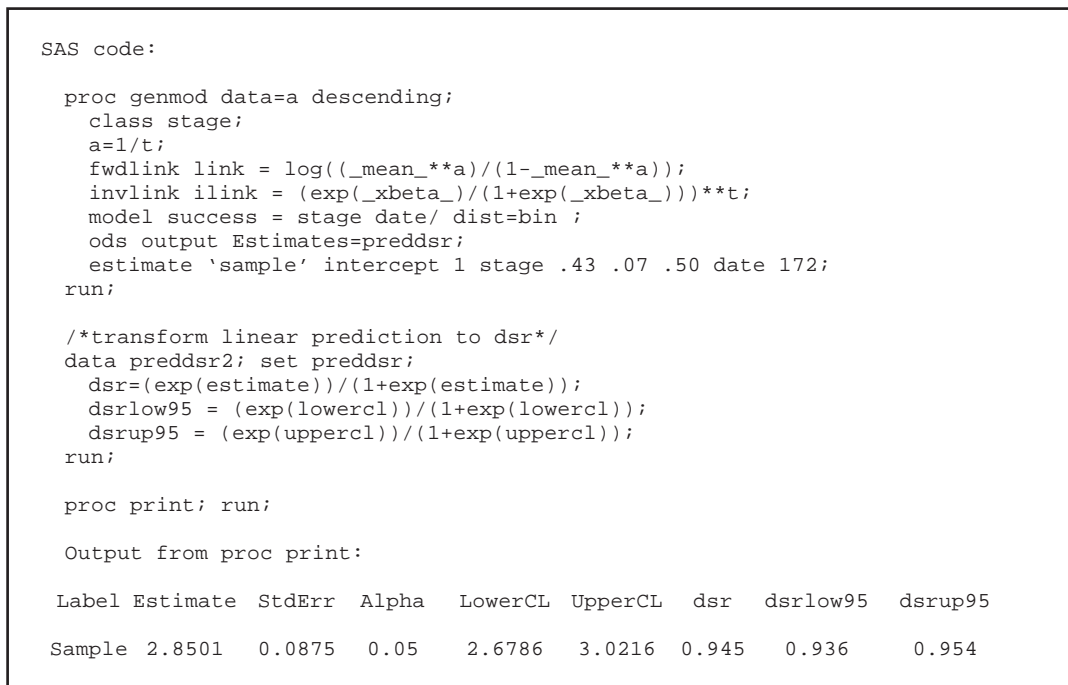 SAS code:
proc genmod data=a descending;
class stage;
a=1/t;
fwdlink link = log((_mean_**a)/(1-_mean_**a));
invlink ilink = (exp(_xbeta_)/(1+exp(_xbeta_)))**t;
model success = stage date/ dist=bin ;
ods output Estimates=preddsr;
estimate ‘sample’ intercept 1 stage .43 .07 .50 date 172;
run;
/*transform linear prediction to dsr*/
data preddsr2; set preddsr;
dsr=(exp(estimate))/(1+exp(estimate));
dsrlow95 = (exp(lowercl))/(1+exp(lowercl));
dsrup95 = (exp(uppercl))/(1+exp(uppercl));
run;
proc print; run;
Output from proc print:
Label Estimate StdErr Alpha LowerCL UpperCL dsr dsrlow95 dsrup95
Sample 2.8501 0.0875 0.05 2.6786 3.0216 0.945 0.936 0.954